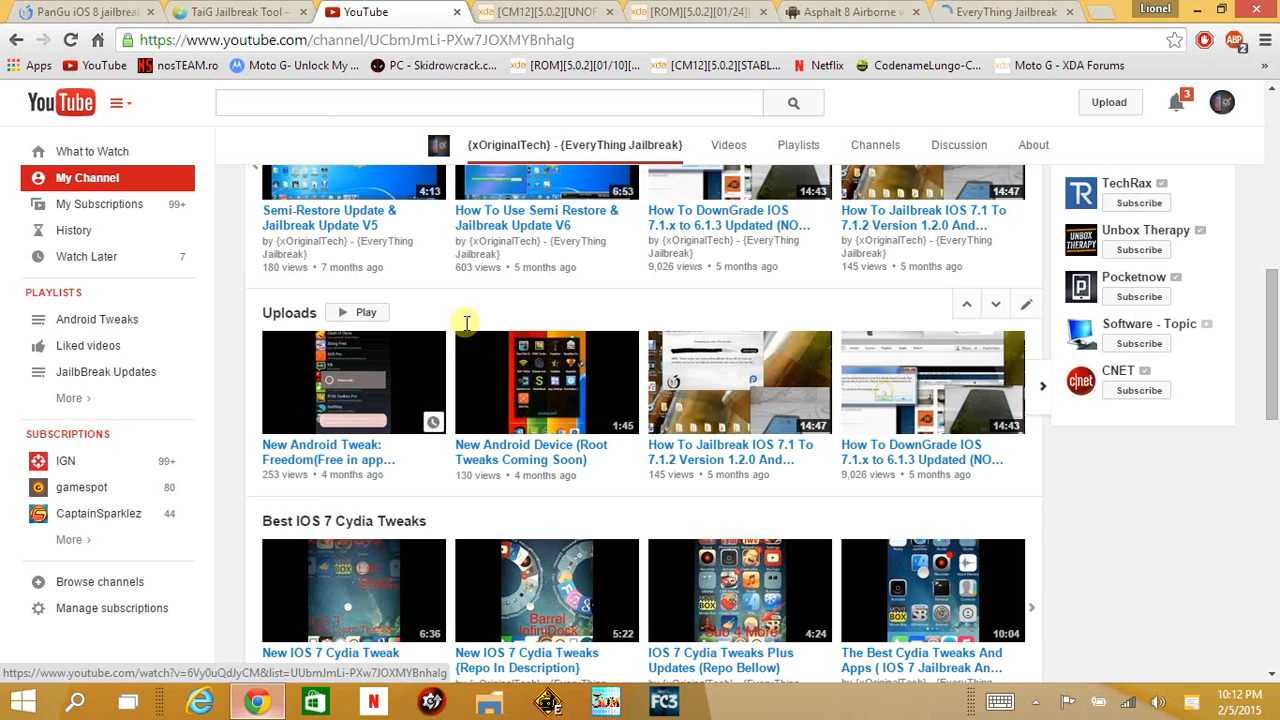 PanGu iOS 8 jailbreak
TaiG Jailbreak Tool –
YouTube
[CM12][5.0.2][UNOF
[ROM][5.0.2][01/24]
Asphalt 8 Airborne
EveryThing Jailbreak
Lionel
https://www.youtube.com/channel/UCbmJmLi-PXw7JOXMYBnhaIg
Apps
YouTube
nosTEAM.ro
Moto G- Unlock My ...
PC - Skidrowcrack.c...
[ROM][5.0.2][01/10][...
[CM12][5.0.2][STABL...
Netflix
CodenameLungo-C...
Moto G - XDA Forums
YouTube
Upload
3
What to Watch
My Channel
My Subscriptions 99+
History
Watch Later 7
PLAYLISTS
Android Tweaks
Liked videos
JailbBreak Updates
More ›
SUBSCRIPTIONS
IGN 99+
gamespot 80
CaptainSparklez 44
More ›
Browse channels
Manage subscriptions
{xOriginalTech} - {EveryThing Jailbreak}
Videos
Playlists
Channels
Discussion
About
4:13
6:53
14:43
14:47
Semi-Restore Update &
Jailbreak Update V5
by {xOriginalTech} - {EveryThing
Jailbreak}
180 views • 7 months ago
How To Use Semi Restore &
Jailbreak Update V6
by {xOriginalTech} - {EveryThing
Jailbreak}
603 views • 5 months ago
How To DownGrade IOS
7.1.x to 6.1.3 Updated (NO...
by {xOriginalTech} - {EveryThing
Jailbreak}
9,026 views • 5 months ago
How To Jailbreak IOS 7.1 To
7.1.2 Version 1.2.0 And...
by {xOriginalTech} - {EveryThing
Jailbreak}
145 views • 5 months ago
Uploads
Play
1:45
14:47
14:43
New Android Tweak:
Freedom(Free in app...
253 views • 4 months ago
New Android Device (Root
Tweaks Coming Soon)
130 views • 4 months ago
How To Jailbreak IOS 7.1 To
7.1.2 Version 1.2.0 And...
145 views • 5 months ago
How To DownGrade IOS
7.1.x to 6.1.3 Updated (NO...
9,026 views • 5 months ago
Best IOS 7 Cydia Tweaks
6:36
Barrel
InfiniDock
5:22
4:24
10:04
New IOS 7 Cydia Tweak
New IOS 7 Cydia Tweaks
{Repo In Description}
New IOS 7 Cydia Tweaks Plus
Updates (Repo Bellow)
The Best Cydia Tweaks And
Apps ( IOS 7 Jailbreak An...
TechRax
Subscribe
UNBOX
THERAPY
Unbox Therapy
Subscribe
Pocketnow
Subscribe
Software - Topic
Subscribe
c|net
CNET
Subscribe
FC3
10:12 PM
2/5/2015